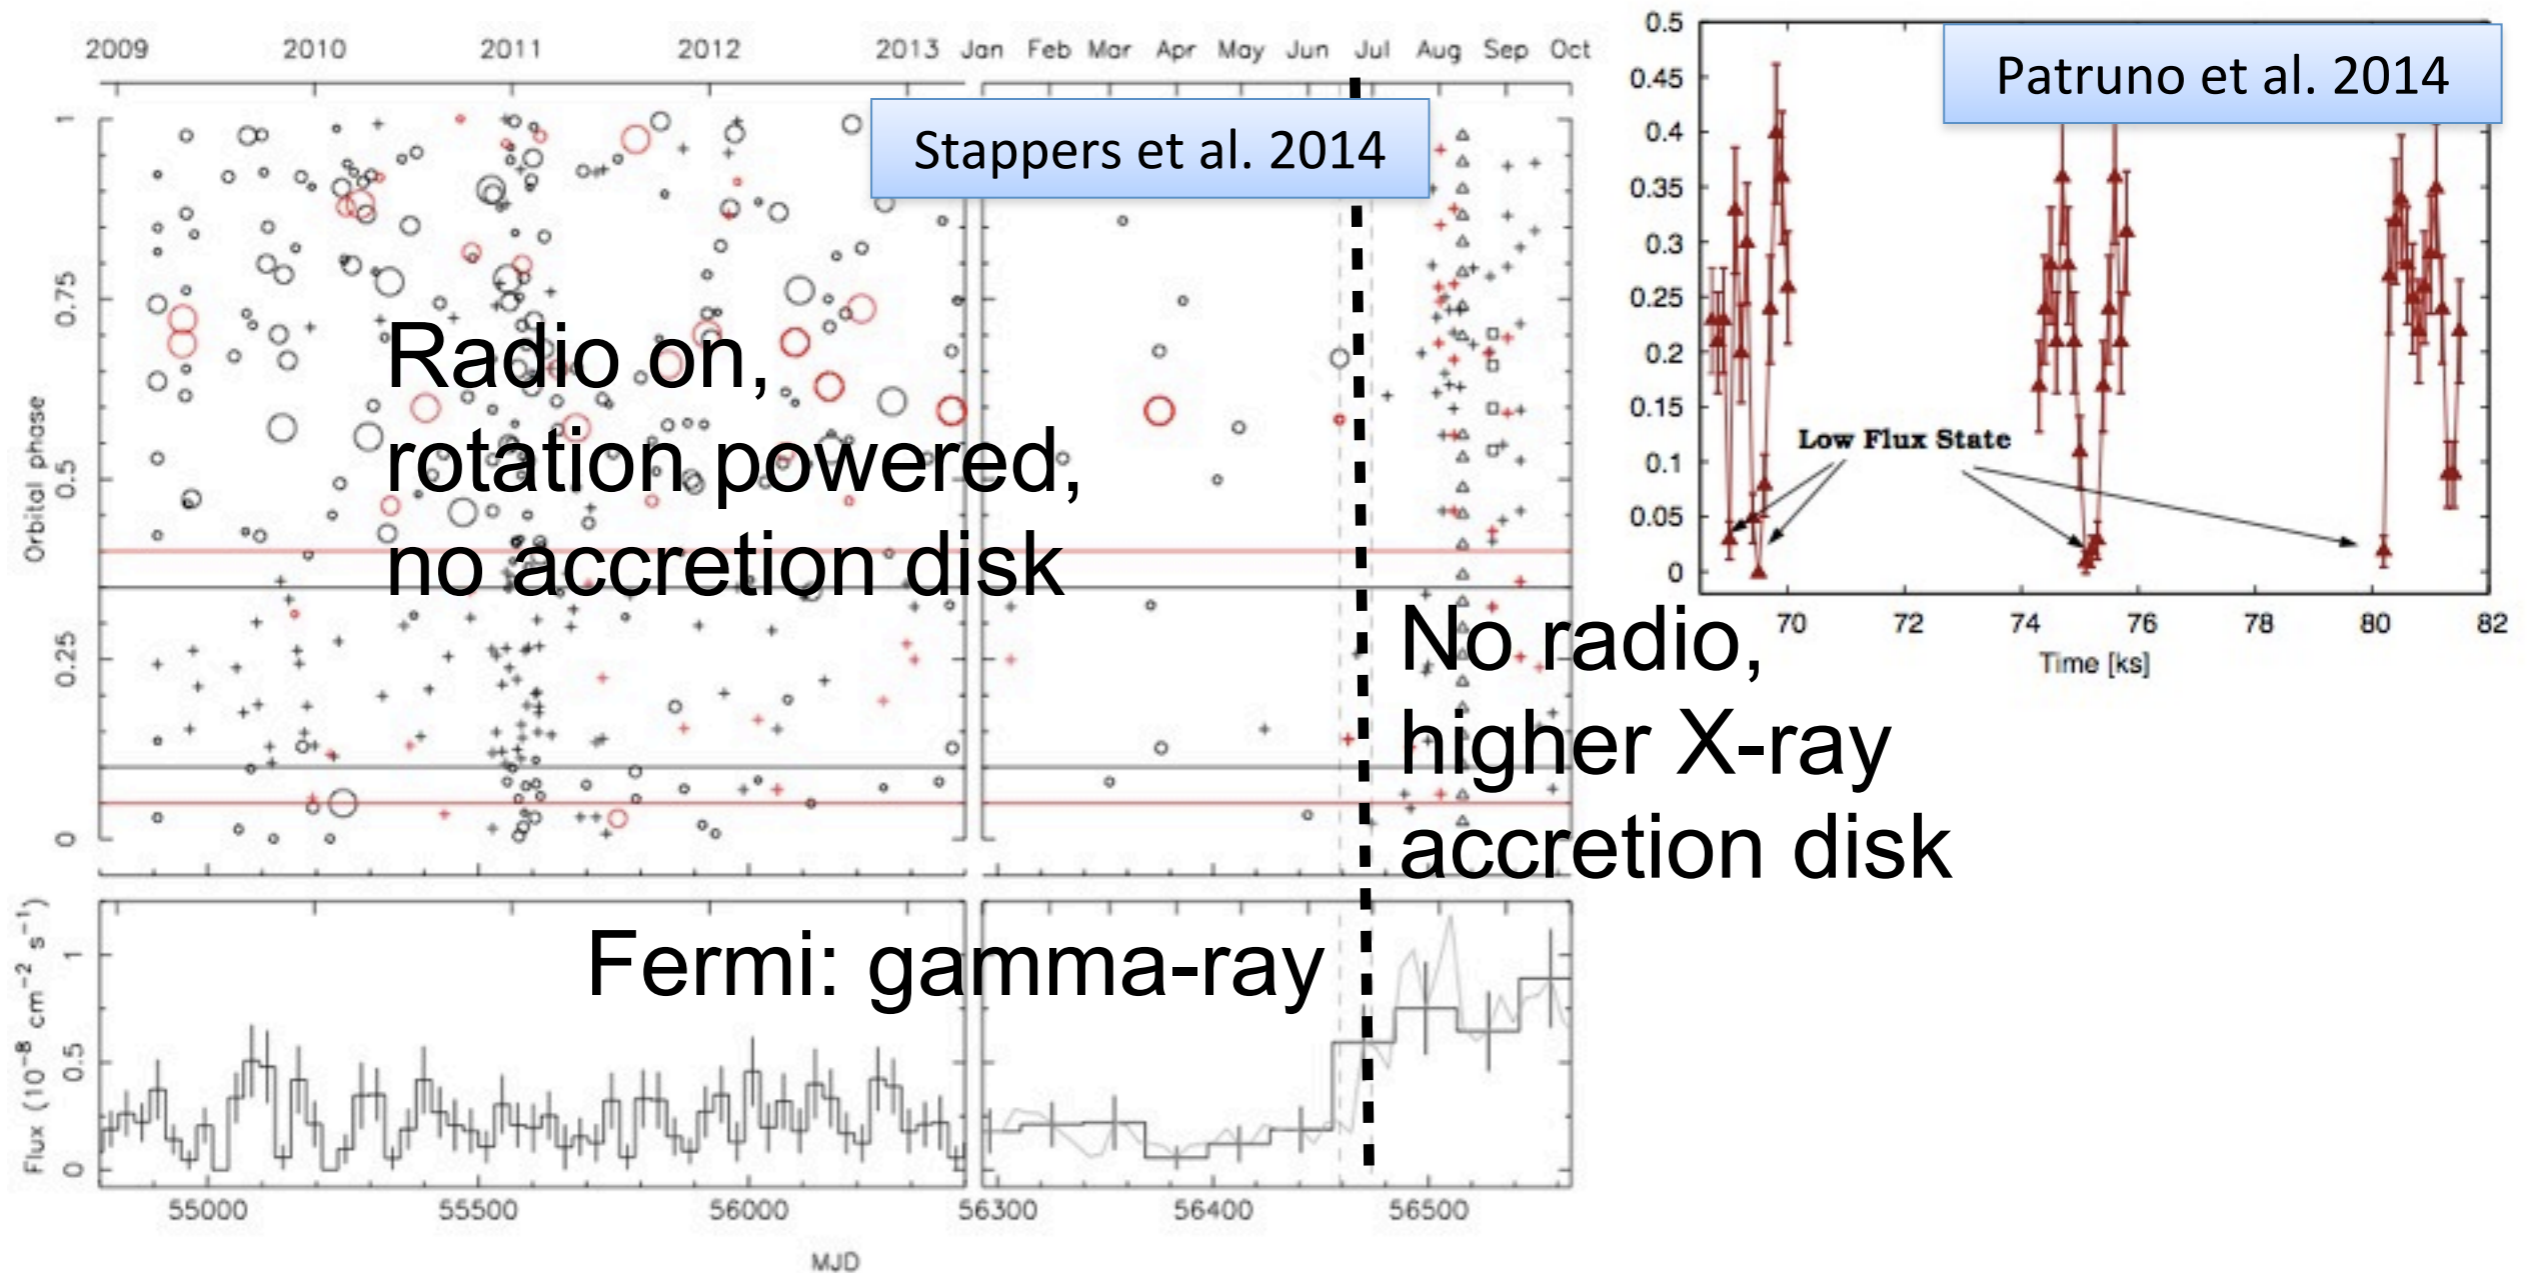 2009 2010 2011 2012 2013 Jan Feb Mar Apr May Jun Jul Aug Sep Oct
Stappers et al. 2014
Orbital phase
1
0.75
0.5
0.25
0
Radio on,
rotation powered,
no accretion disk
No radio,
higher X-ray
accretion disk
Fermi: gamma-ray
Flux (10⁻⁸ cm⁻² s⁻¹)
1
0.5
0
55000 55500 56000 56300 56400 56500
MJD
Patruno et al. 2014
0.5
0.45
0.4
0.35
0.3
0.25
0.2
0.15
0.1
0.05
0
Low Flux State
70 72 74 76 78 80 82
Time [ks]